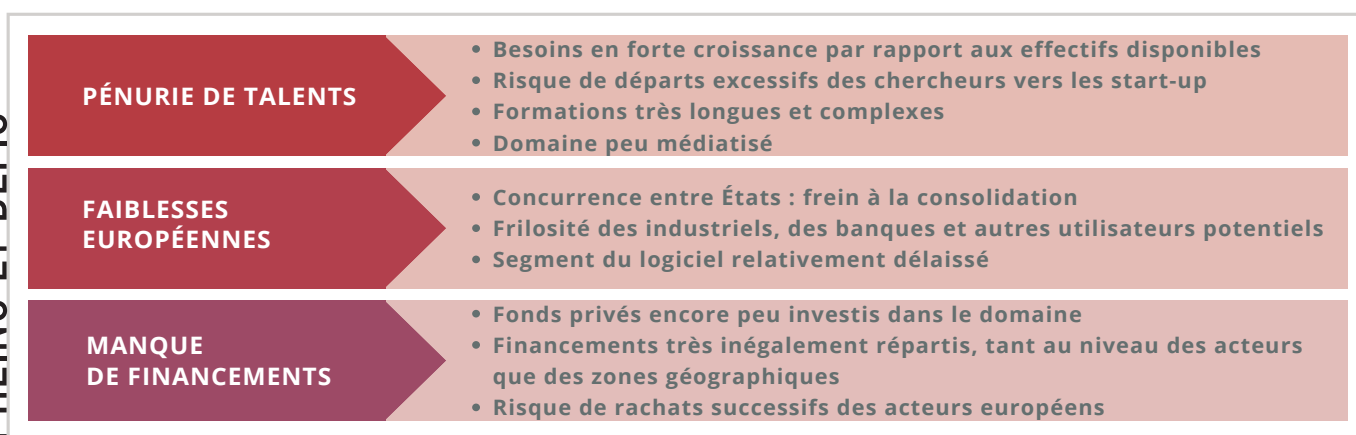 PÉNURIE DE TALENTS
• Besoins en forte croissance par rapport aux effectifs disponibles
• Risque de départs excessifs des chercheurs vers les start-up
• Formations très longues et complexes
• Domaine peu médiatisé
FAIBLESSES
EUROPÉENNES
• Concurrence entre États : frein à la consolidation
• Frilosité des industriels, des banques et autres utilisateurs potentiels
• Segment du logiciel relativement délaissé
MANQUE
DE FINANCEMENTS
• Fonds privés encore peu investis dans le domaine
• Financements très inégalement répartis, tant au niveau des acteurs
que des zones géographiques
• Risque de rachats successifs des acteurs européens